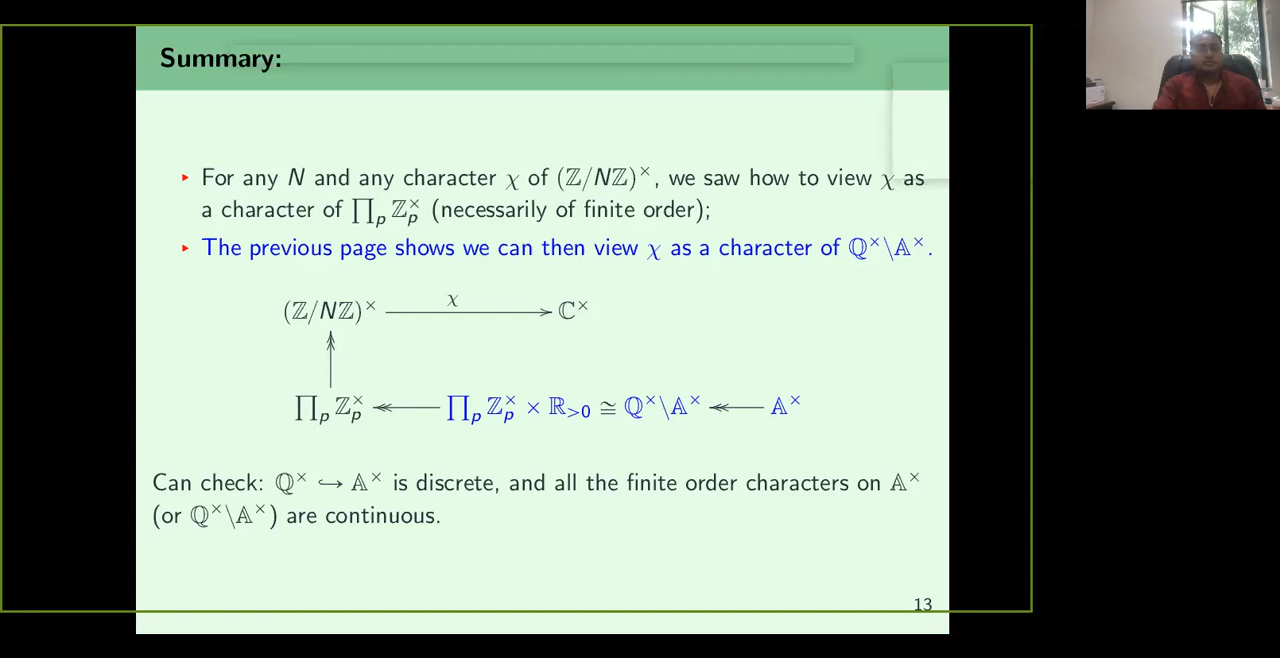 Summary:
▸ For any N and any character χ of (ℤ/Nℤ)^×, we saw how to view χ as
a character of ∏_p ℤ_p^× (necessarily of finite order);
▸ The previous page shows we can then view χ as a character of ℚ^×\𝔸^×.
(ℤ/Nℤ)^× χ ℂ^×
∏_p ℤ_p^× ↞ ∏_p ℤ_p^× × ℝ_{>0} ≅ ℚ^×\𝔸^× ↞ 𝔸^×
Can check: ℚ^× ↪ 𝔸^× is discrete, and all the finite order characters on 𝔸^×
(or ℚ^×\𝔸^×) are continuous.
13